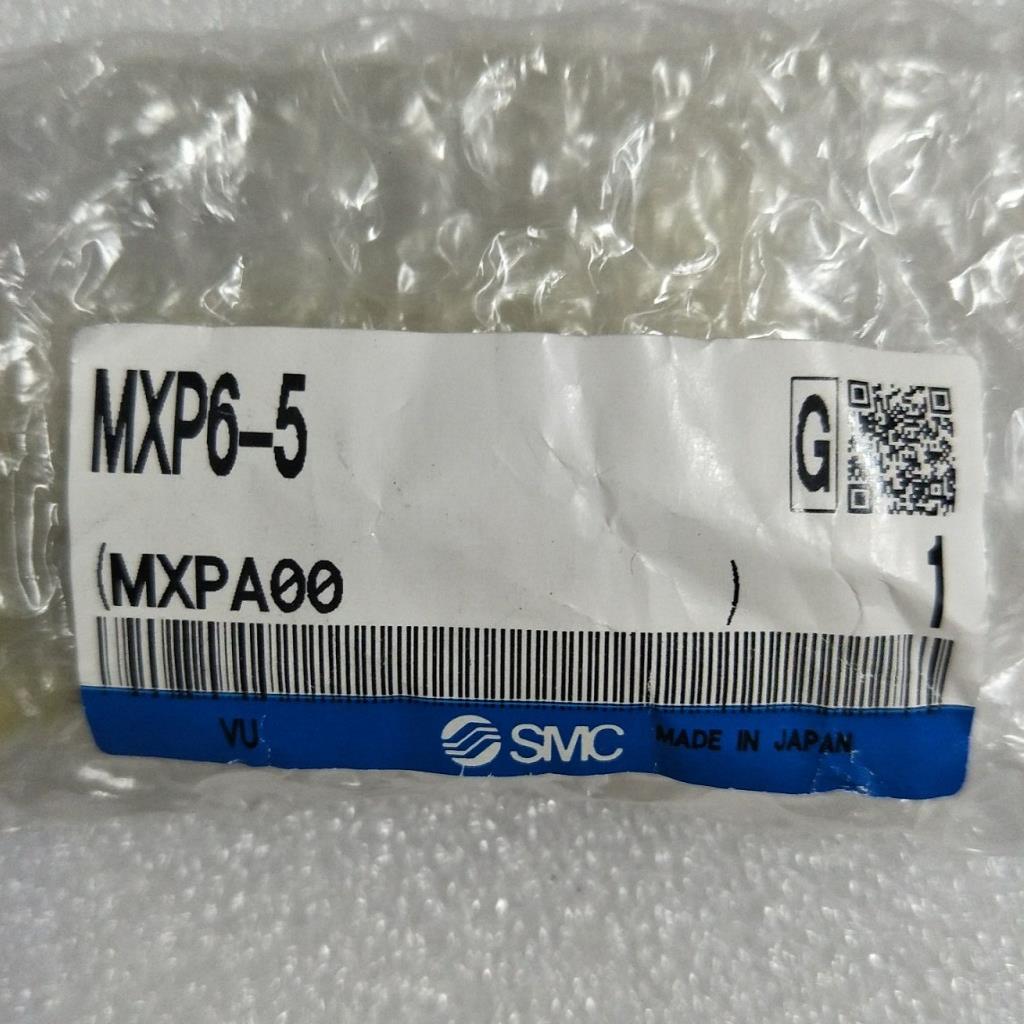 MXP6-5
G
(MXPA00 )
1
VU SMC MADE IN JAPAN